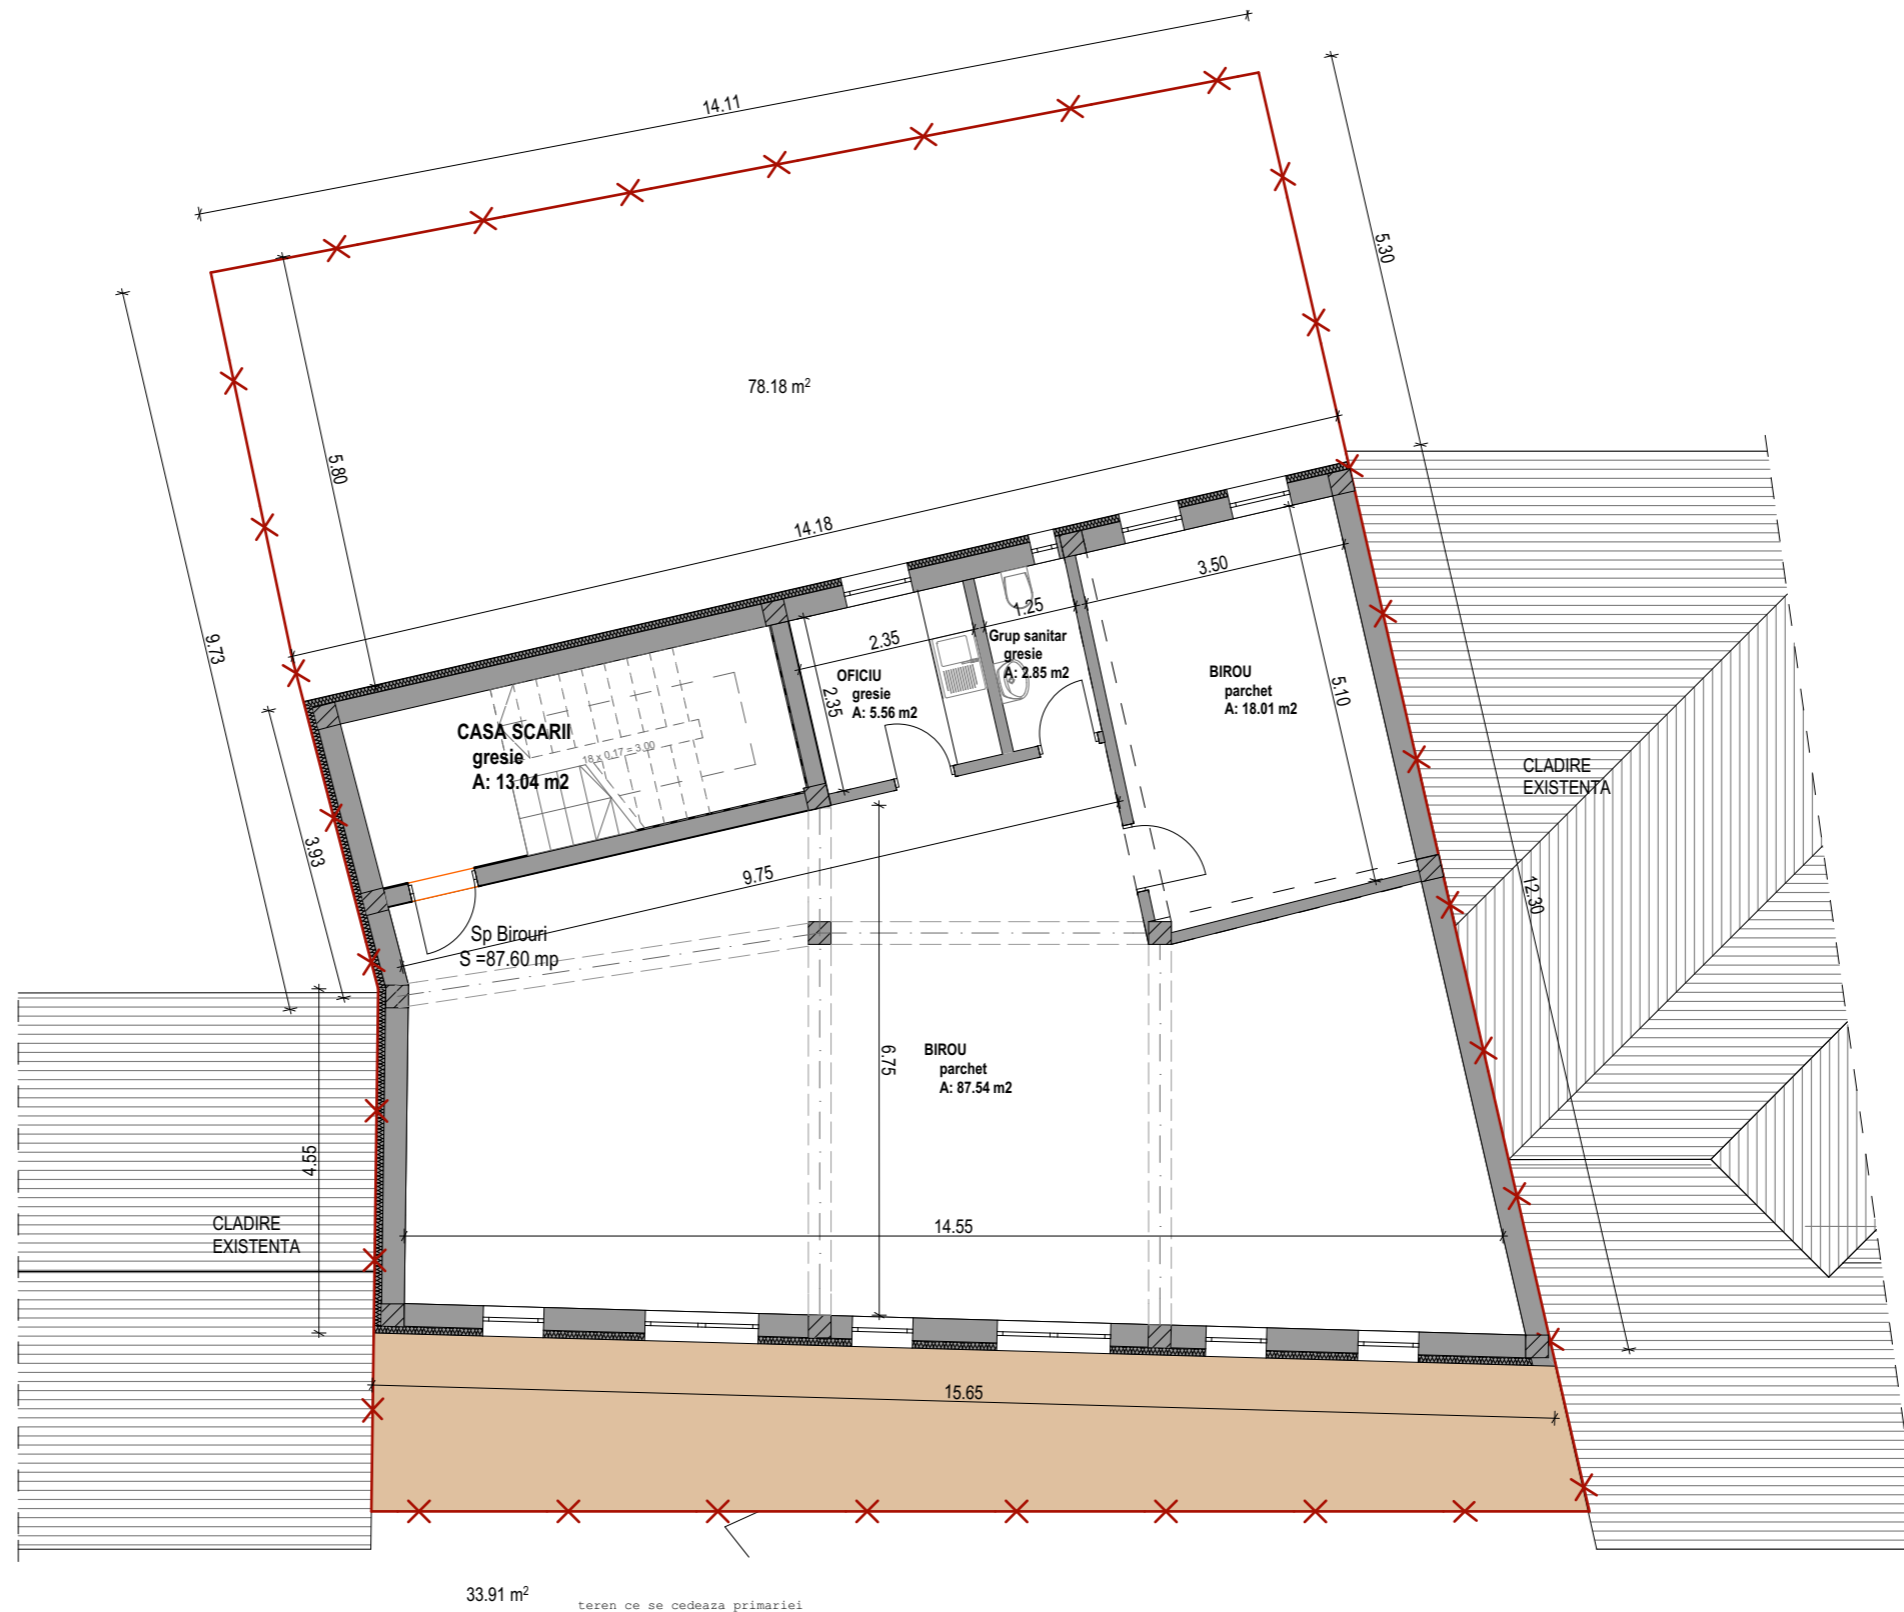 14.11
5.30
78.18 m²
5.80
14.18
3.50
9.73
1.25
2.35
Grup sanitar
gresie
A: 2.85 m2
OFICIU
gresie
A: 5.56 m2
2.35
BIROU
parchet
A: 18.01 m2
5.10
CASA SCARII
gresie
A: 13.04 m2
18 x 0.17 = 3.00
CLADIRE
EXISTENTA
3.93
9.75
12.30
Sp Birouri
S =87.60 mp
6.75
BIROU
parchet
A: 87.54 m2
4.55
CLADIRE
EXISTENTA
14.55
15.65
33.91 m²
teren ce se cedeaza primariei